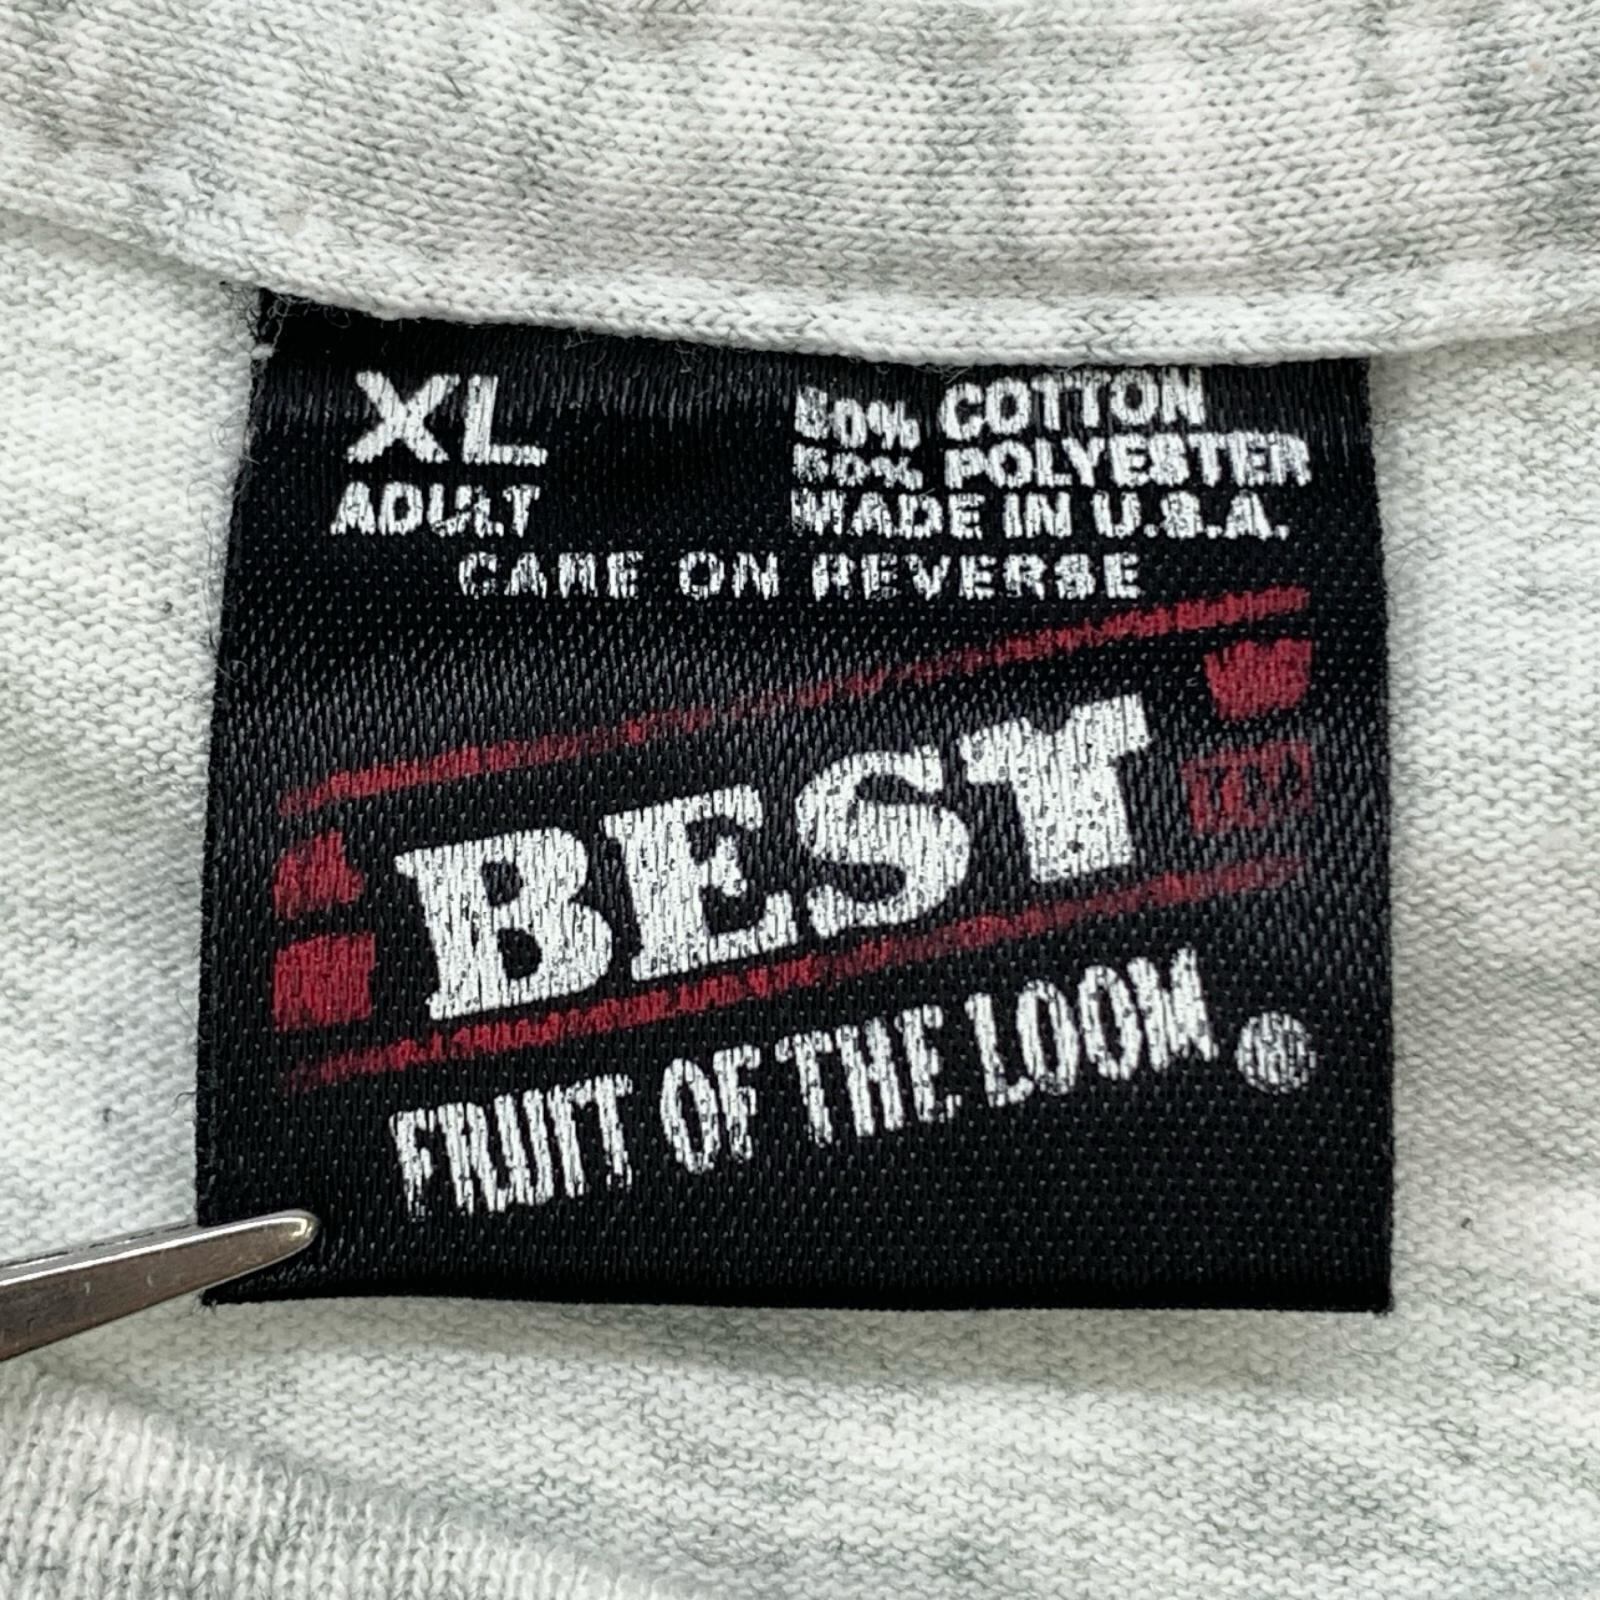 XL
ADULT
50% COTTON
50% POLYESTER
MADE IN U.S.A.
CARE ON REVERSE
BEST
FRUIT OF THE LOOM ®